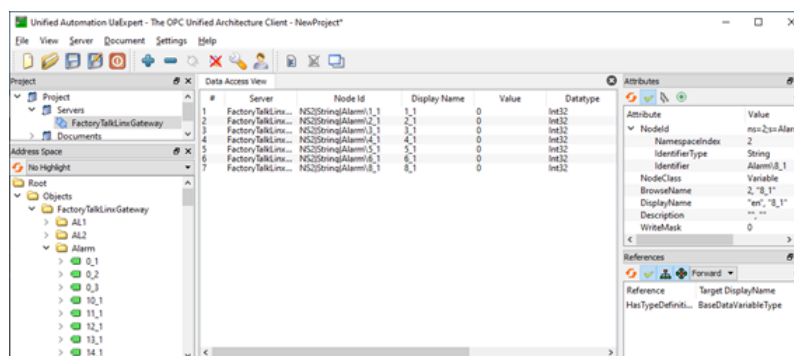 Unified Automation UaExpert - The OPC Unified Architecture Client - NewProject*
File View Server Document Settings Help
Project
Project
Servers
FactoryTalkLinxGateway
Documents
Address Space
No Highlight
Root
Objects
FactoryTalkLinxGateway
AL1
AL2
Alarm
0_1
0_2
0_3
10_1
11_1
12_1
13_1
14_1
Data Access View
# Server Node Id Display Name Value Datatype
1 FactoryTalkLinx... NS2|String|Alarm\1_1 1_1 0 Int32
2 FactoryTalkLinx... NS2|String|Alarm\2_1 2_1 0 Int32
3 FactoryTalkLinx... NS2|String|Alarm\3_1 3_1 0 Int32
4 FactoryTalkLinx... NS2|String|Alarm\4_1 4_1 0 Int32
5 FactoryTalkLinx... NS2|String|Alarm\5_1 5_1 0 Int32
6 FactoryTalkLinx... NS2|String|Alarm\6_1 6_1 0 Int32
7 FactoryTalkLinx... NS2|String|Alarm\8_1 8_1 0 Int32
Attributes
Attribute Value
NodeId ns=2;s=Alar
NamespaceIndex 2
IdentifierType String
Identifier Alarm\8_1
NodeClass Variable
BrowseName 2, "8_1"
DisplayName "en", "8_1"
Description "", ""
WriteMask 0
References
Forward
Reference Target DisplayName
HasTypeDefiniti... BaseDataVariableType